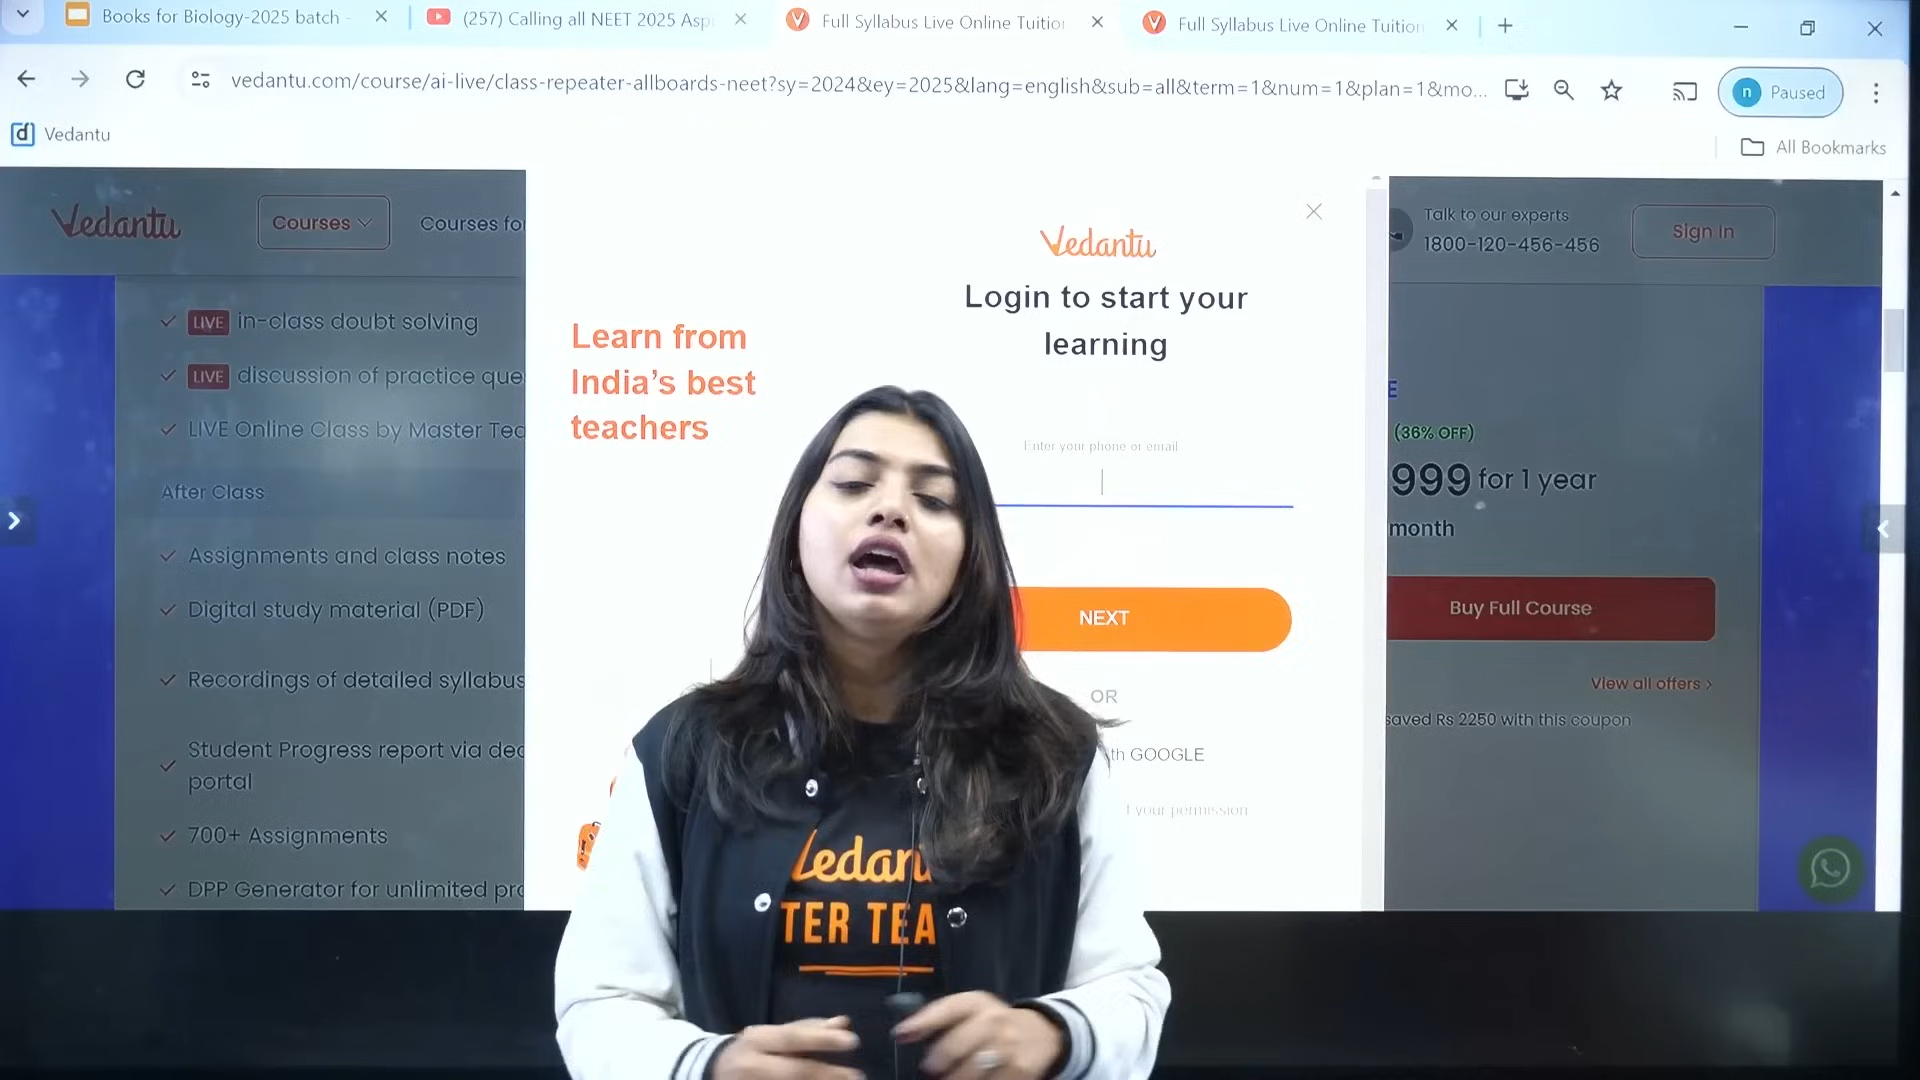 Books for Biology-2025 batch -
(257) Calling all NEET 2025 Asp
Full Syllabus Live Online Tuition
Full Syllabus Live Online Tuition
vedantu.com/course/ai-live/class-repeater-allboards-neet?sy=2024&ey=2025&lang=english&sub=all&term=1&num=1&plan=1&mo...
n Paused
Vedantu
All Bookmarks
Vedantu
Courses
Courses for
Talk to our experts
1800-120-456-456
Sign In
LIVE in-class doubt solving
LIVE discussion of practice que
LIVE Online Class by Master Tea
After Class
Assignments and class notes
Digital study material (PDF)
Recordings of detailed syllabus
Student Progress report via dec
portal
700+ Assignments
DPP Generator for unlimited pro
Learn from
India's best
teachers
Vedantu
Login to start your
learning
Enter your phone or email
NEXT
OR
th GOOGLE
t your permission
E
(36% OFF)
999 for 1 year
month
Buy Full Course
View all offers >
saved Rs 2250 with this coupon
Vedant
TER TEA